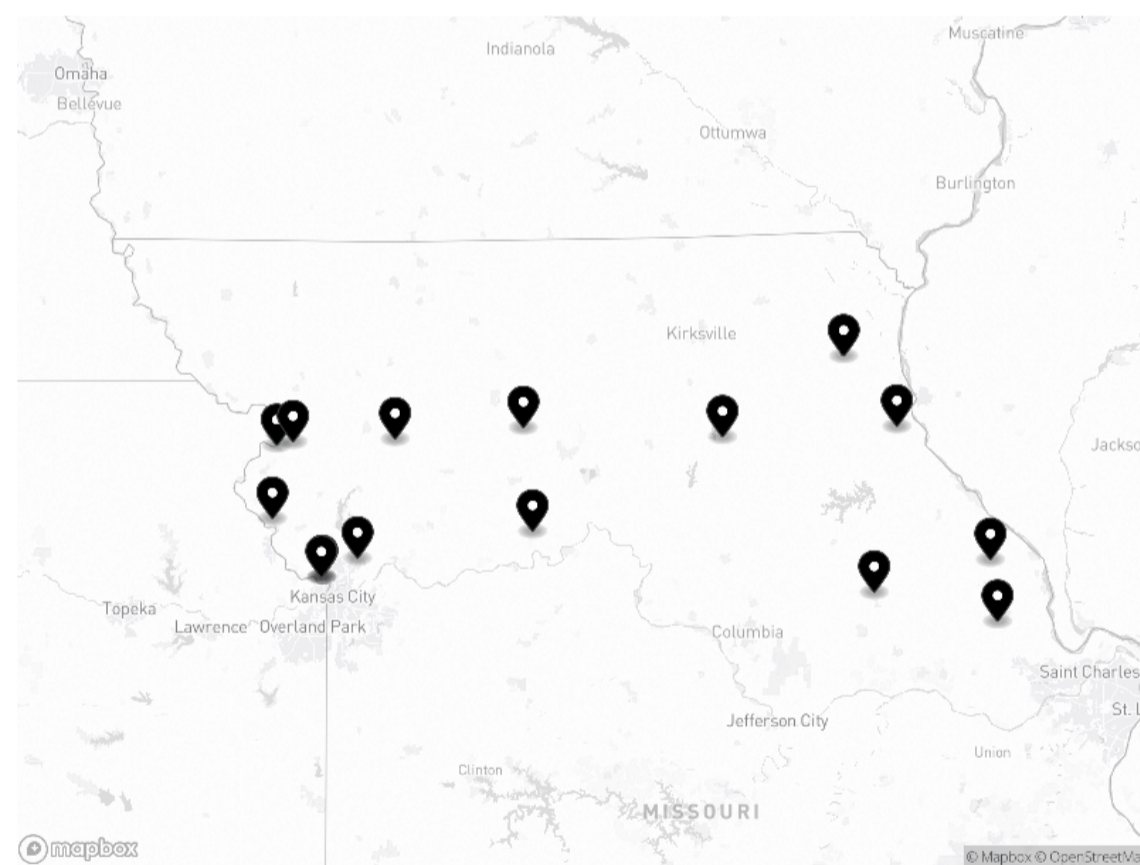 Muscatine
Indianola
Omaha
Bellevue
Ottumwa
Burlington
Kirksville
Jackso
Kansas City
Topeka
Lawrence
Overland Park
Columbia
Saint Charles
St. L
Jefferson City
Union
Clinton
MISSOURI
mapbox
© Mapbox © OpenStreetMa